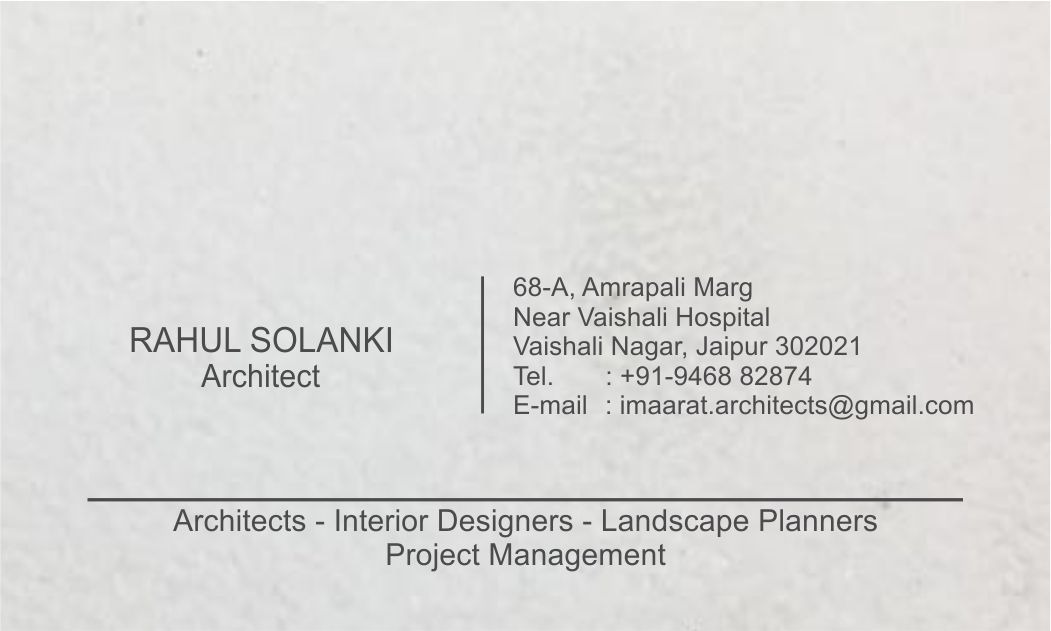 RAHUL SOLANKI
Architect
68-A, Amrapali Marg
Near Vaishali Hospital
Vaishali Nagar, Jaipur 302021
Tel. : +91-9468 82874
E-mail : imaarat.architects@gmail.com
Architects - Interior Designers - Landscape Planners
Project Management